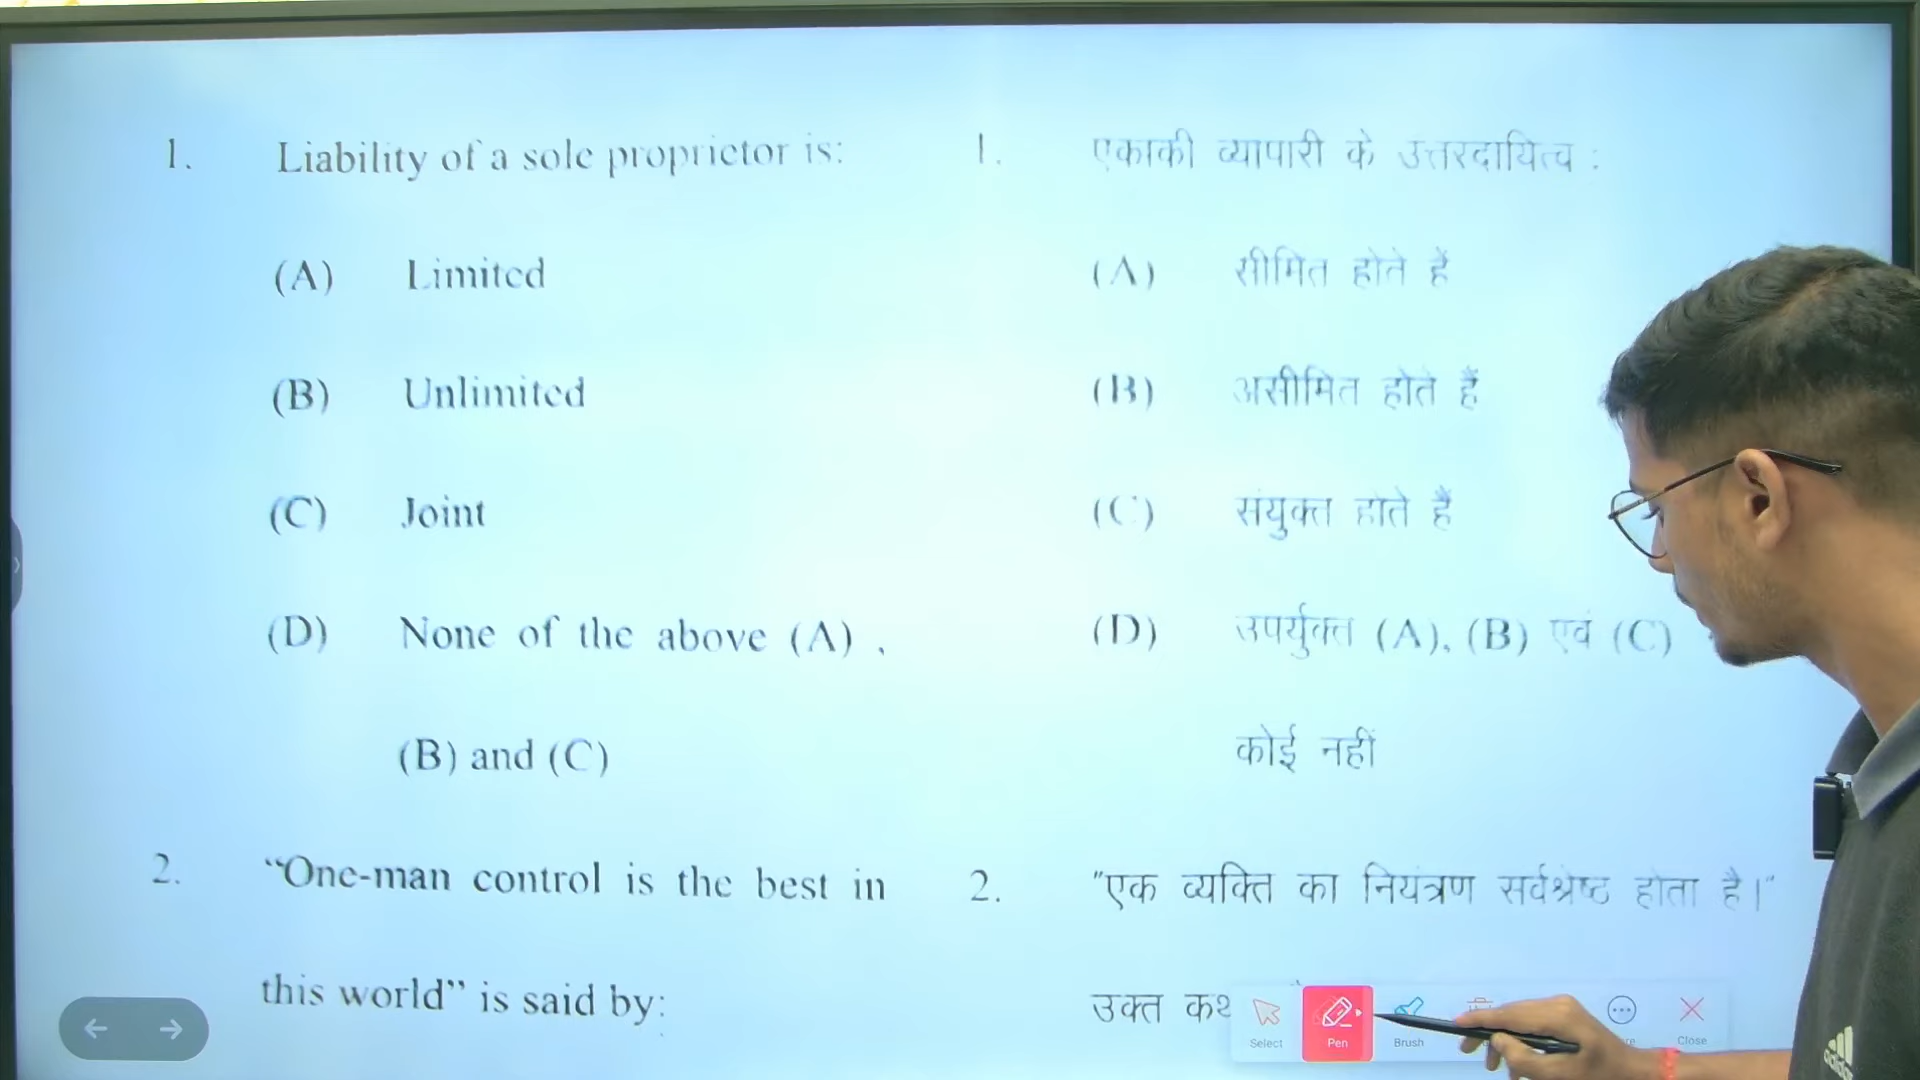 1. Liability of a sole proprietor is:
(A) Limited
(B) Unlimited
(C) Joint
(D) None of the above (A) ,
(B) and (C)
2. “One-man control is the best in
this world” is said by:
1. एकाकी व्यापारी के उत्तरदायित्व :
(A) सीमित होते हैं
(B) असीमित होते हैं
(C) संयुक्त होते हैं
(D) उपर्युक्त (A), (B) एवं (C)
कोई नहीं
2. "एक व्यक्ति का नियंत्रण सर्वश्रेष्ठ होता है।"
उक्त
Select Pen Brush Close
adidas